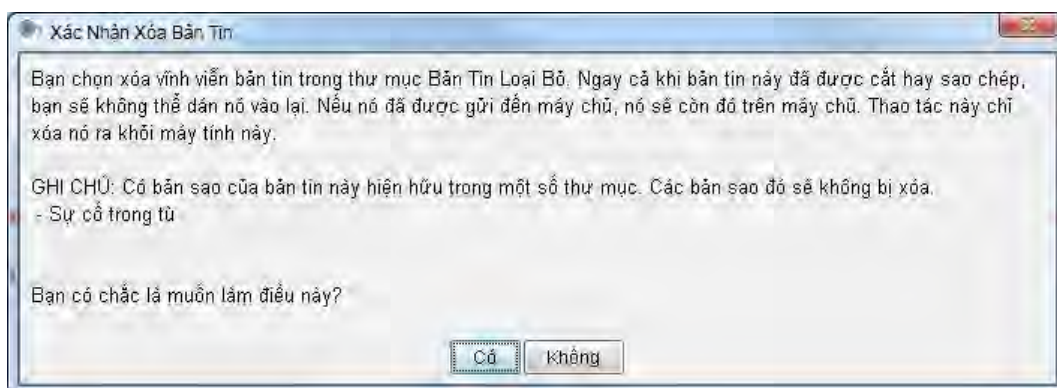 Xác Nhận Xóa Bản Tin
Bạn chọn xóa vĩnh viễn bản tin trong thư mục Bản Tin Loại Bỏ. Ngay cả khi bản tin này đã được cắt hay sao chép,
bạn sẽ không thể dán nó vào lại. Nếu nó đã được gửi đến máy chủ, nó sẽ còn đó trên máy chủ. Thao tác này chỉ
xóa nó ra khỏi máy tính này.
GHI CHÚ: Có bản sao của bản tin này hiện hữu trong một số thư mục. Các bản sao đó sẽ không bị xóa.
- Sự cố trong tù
Bạn có chắc là muốn làm điều này?
Có
Không